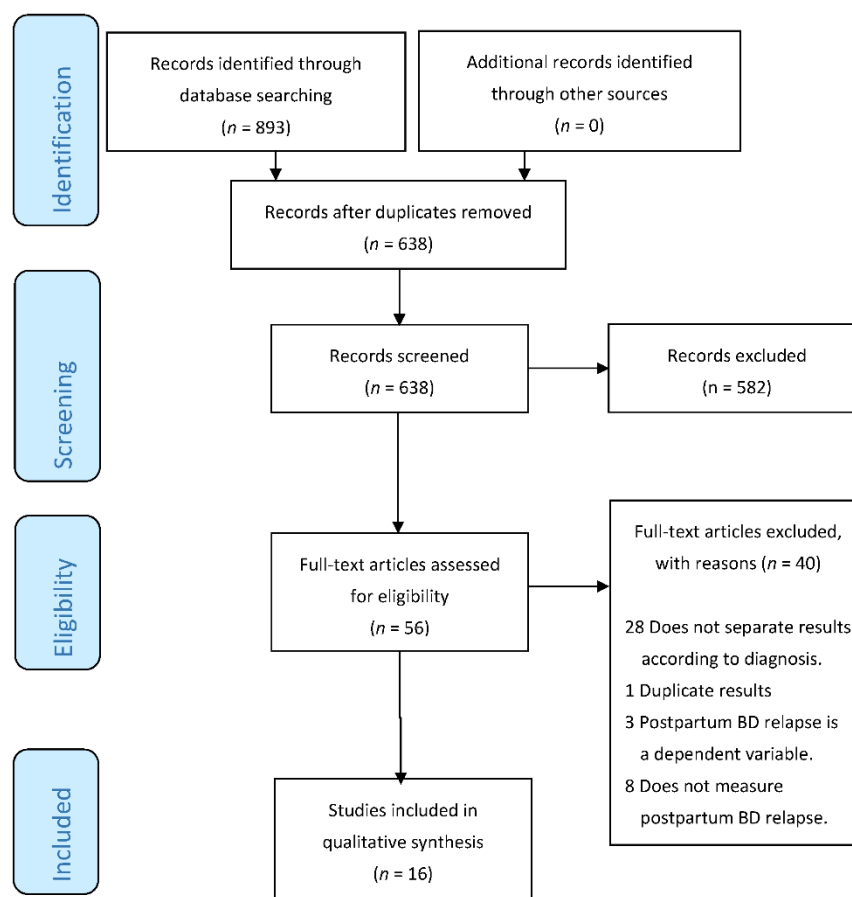 Identification
Records identified through
database searching
(n = 893)
Additional records identified
through other sources
(n = 0)
Records after duplicates removed
(n = 638)
Screening
Records screened
(n = 638)
Records excluded
(n = 582)
Eligibility
Full-text articles assessed
for eligibility
(n = 56)
Full-text articles excluded,
with reasons (n = 40)
28 Does not separate results
according to diagnosis.
1 Duplicate results
3 Postpartum BD relapse is
a dependent variable.
8 Does not measure
postpartum BD relapse.
Included
Studies included in
qualitative synthesis
(n = 16)